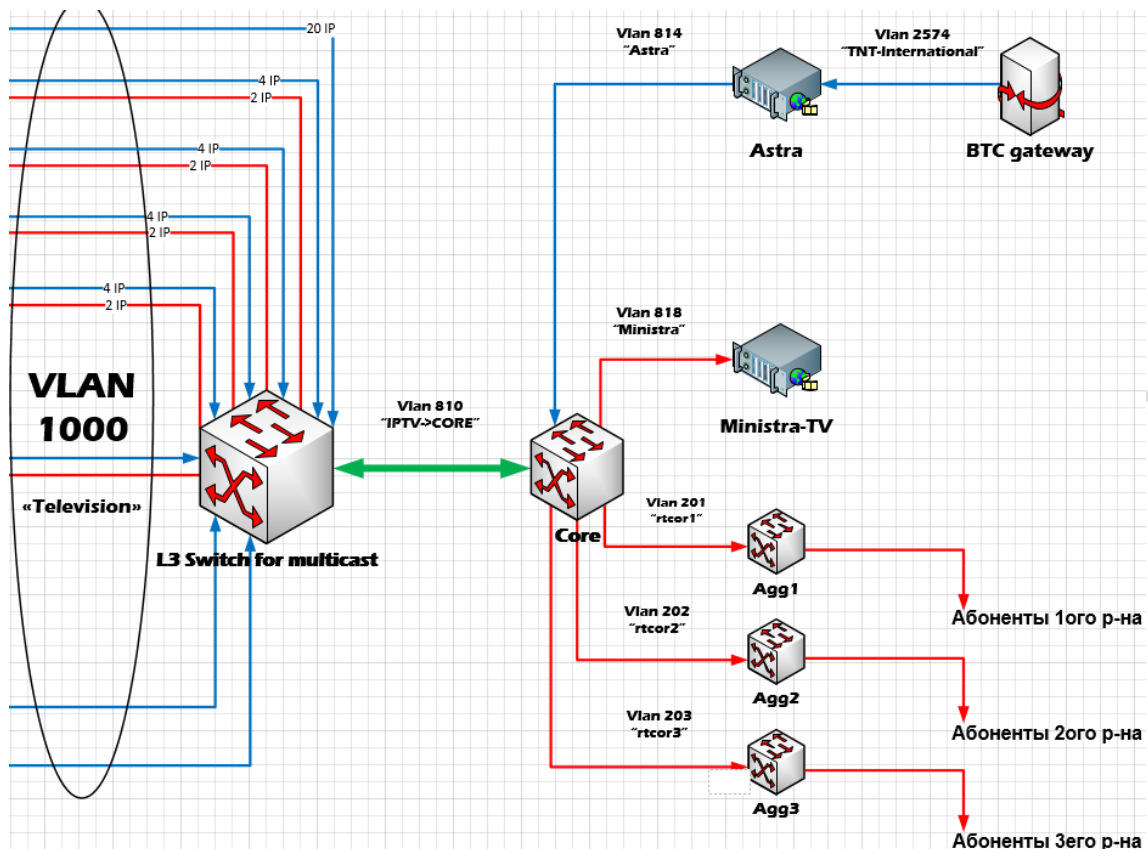 20 IP
4 IP
2 IP
4 IP
2 IP
4 IP
2 IP
4 IP
2 IP
VLAN
1000
«Television»
L3 Switch for multicast
Vlan 810
“IPTV->CORE”
Vlan 814
“Astra”
Astra
Vlan 2574
“TNT-International”
BTC gateway
Vlan 818
“Ministra”
Ministra-TV
Core
Vlan 201
“rtcor1”
Agg1
Абоненты 1ого р-на
Vlan 202
“rtcor2”
Agg2
Абоненты 2ого р-на
Vlan 203
“rtcor3”
Agg3
Абоненты 3его р-на